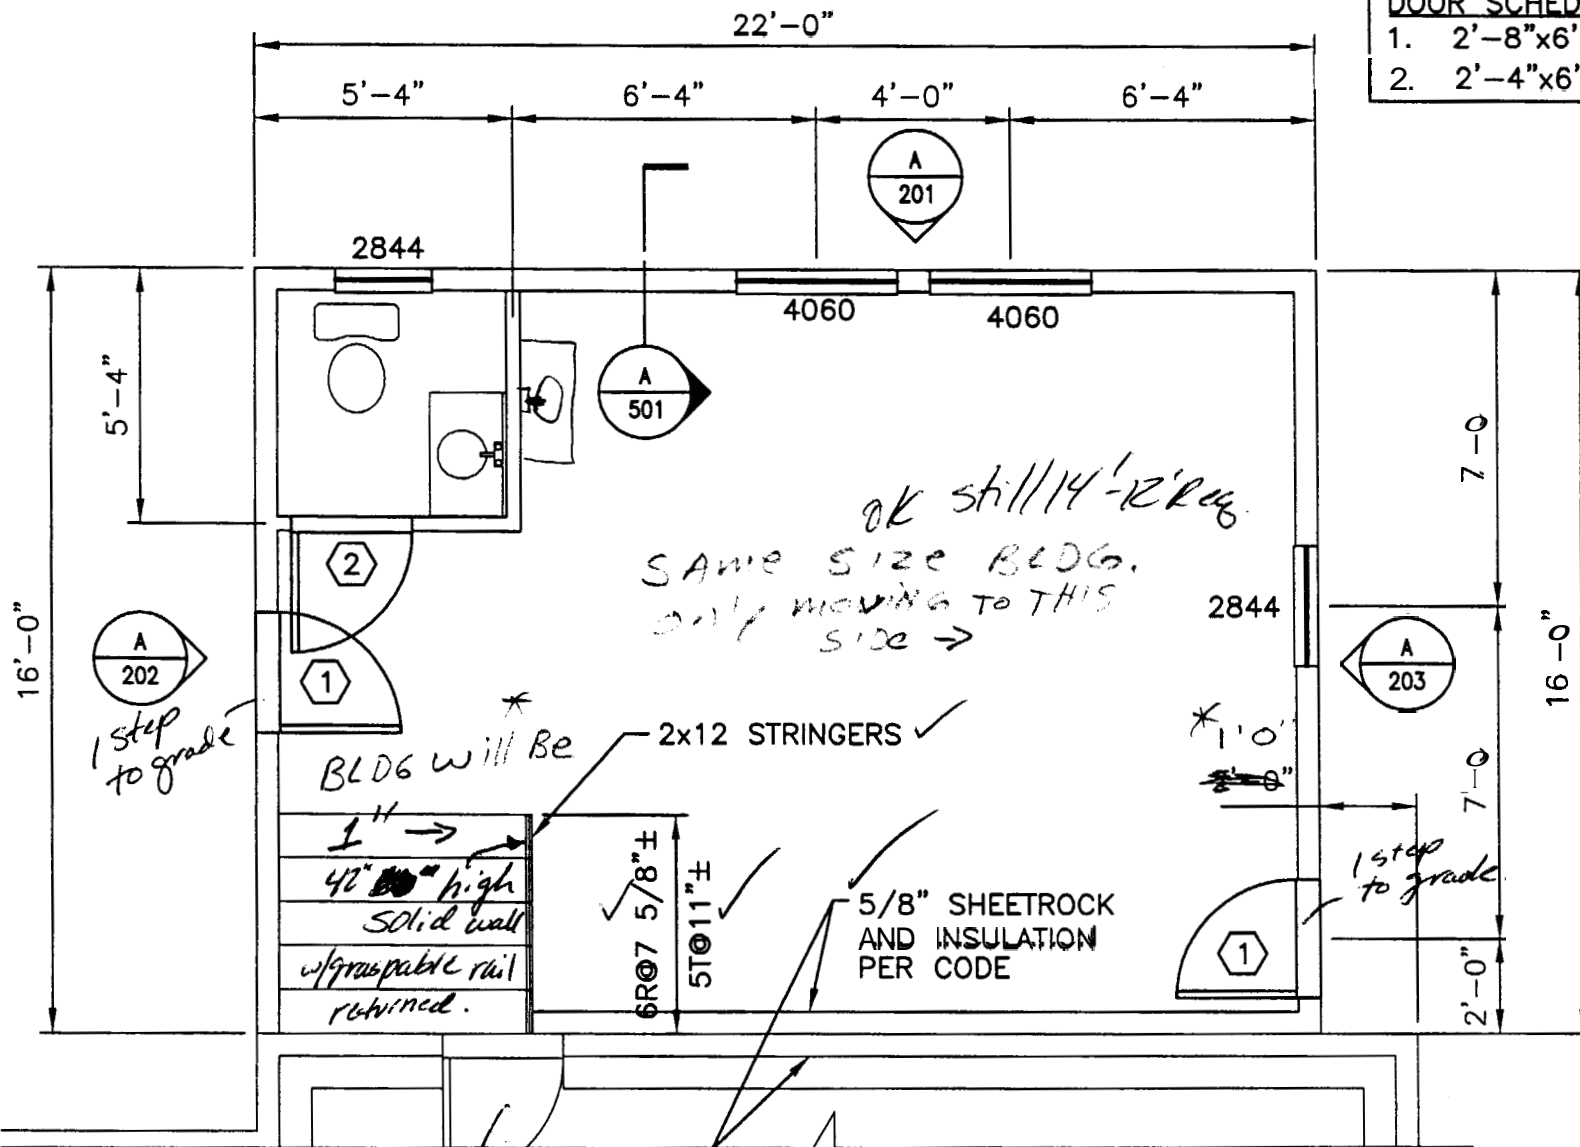 22'-0"
DOOR SCHED
1. 2'-8"x6'
2. 2'-4"x6'
5'-4"
6'-4"
4'-0"
6'-4"
A
201
2844
4060
4060
A
501
5'-4"
7-0
OK still 14'-12' Req.
SAME SIZE BLDG.
ONLY MOVING TO THIS
SIDE →
2
2844
16'-0"
16-0"
A
202
1
A
203
1 step
to grade
*
BLDG will Be
2x12 STRINGERS
* 1'0"
7'-0
1" →
42" high
solid wall
w/graspable rail
returned.
6R@7 5/8"±
5T@11"±
5/8" SHEETROCK
AND INSULATION
PER CODE
1 step
to grade
1
2'-0"